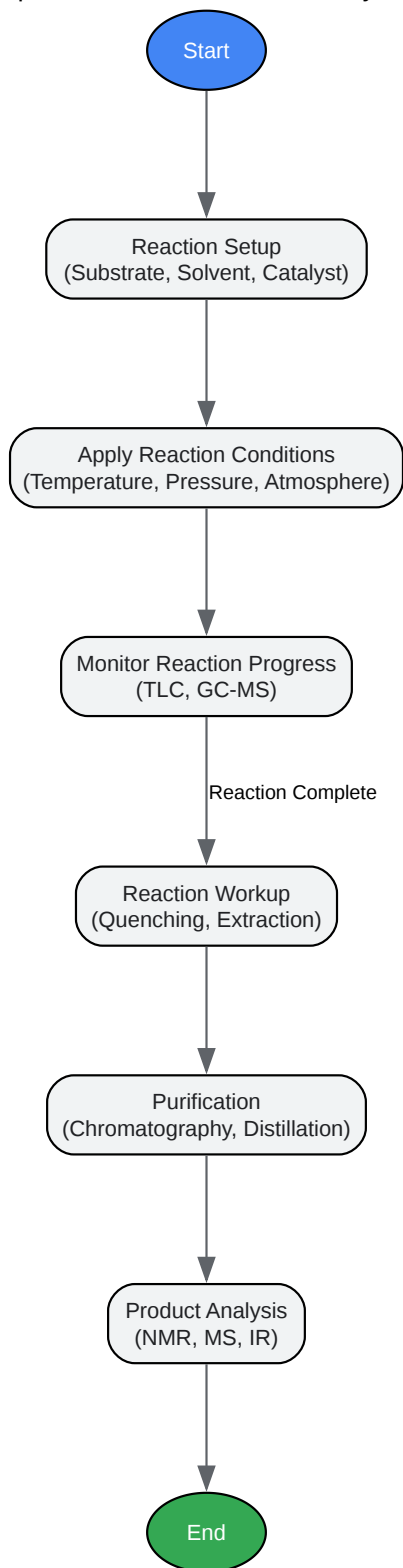 Start
Reaction Setup
(Substrate, Solvent, Catalyst)
Apply Reaction Conditions
(Temperature, Pressure, Atmosphere)
Monitor Reaction Progress
(TLC, GC-MS)
Reaction Complete
Reaction Workup
(Quenching, Extraction)
Purification
(Chromatography, Distillation)
Product Analysis
(NMR, MS, IR)
End